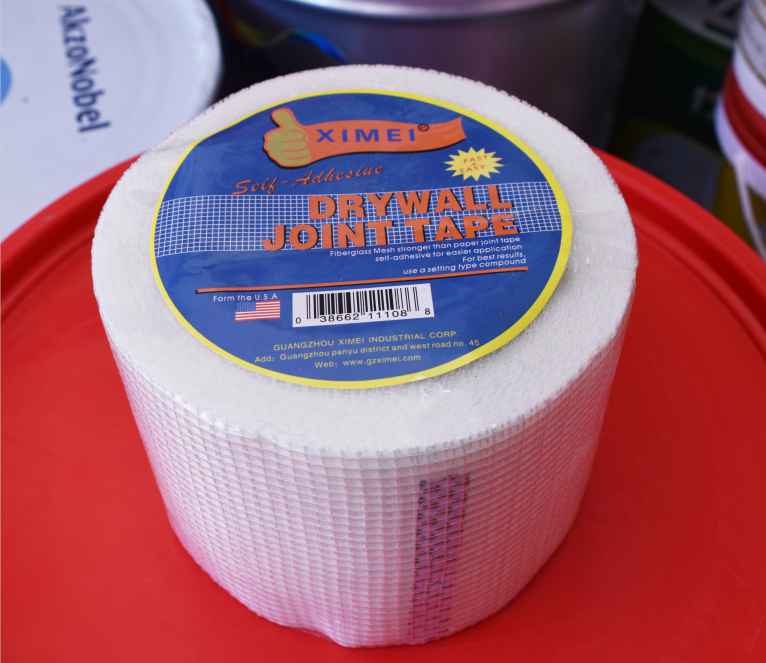 AkzoNobel
XIMEI®
FAST
&
EASY
Self-Adhesive
DRYWALL
JOINT TAPE
Fiberglass Mesh stronger than paper joint tape
self-adhesive for easier application
For best results,
use a setting type compound
Form the U.S.A
0 38662 11108 8
GUANGZHOU XIMEI INDUSTRIAL CORP
Add: Guangzhou panyu district and west road no. 45
Web: www.gzximei.com